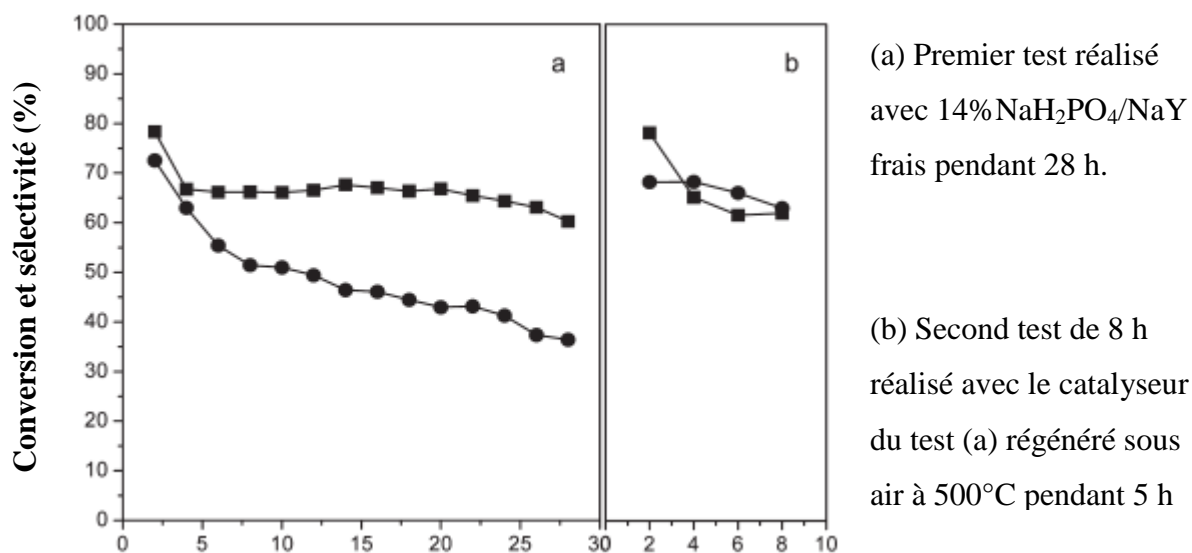 Conversion et sélectivité (%)
100
90
80
70
60
50
40
30
20
10
0
a
0 5 10 15 20 25 30
b
2 4 6 8 10
(a) Premier test réalisé
avec 14%NaH₂PO₄/NaY
frais pendant 28 h.
(b) Second test de 8 h
réalisé avec le catalyseur
du test (a) régénéré sous
air à 500°C pendant 5 h